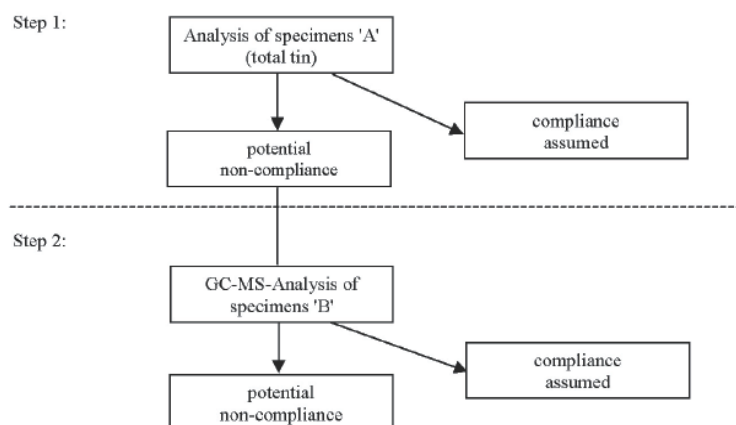 Step 1:
Analysis of specimens 'A'
(total tin)
compliance
assumed
potential
non-compliance
Step 2:
GC-MS-Analysis of
specimens 'B'
compliance
assumed
potential
non-compliance